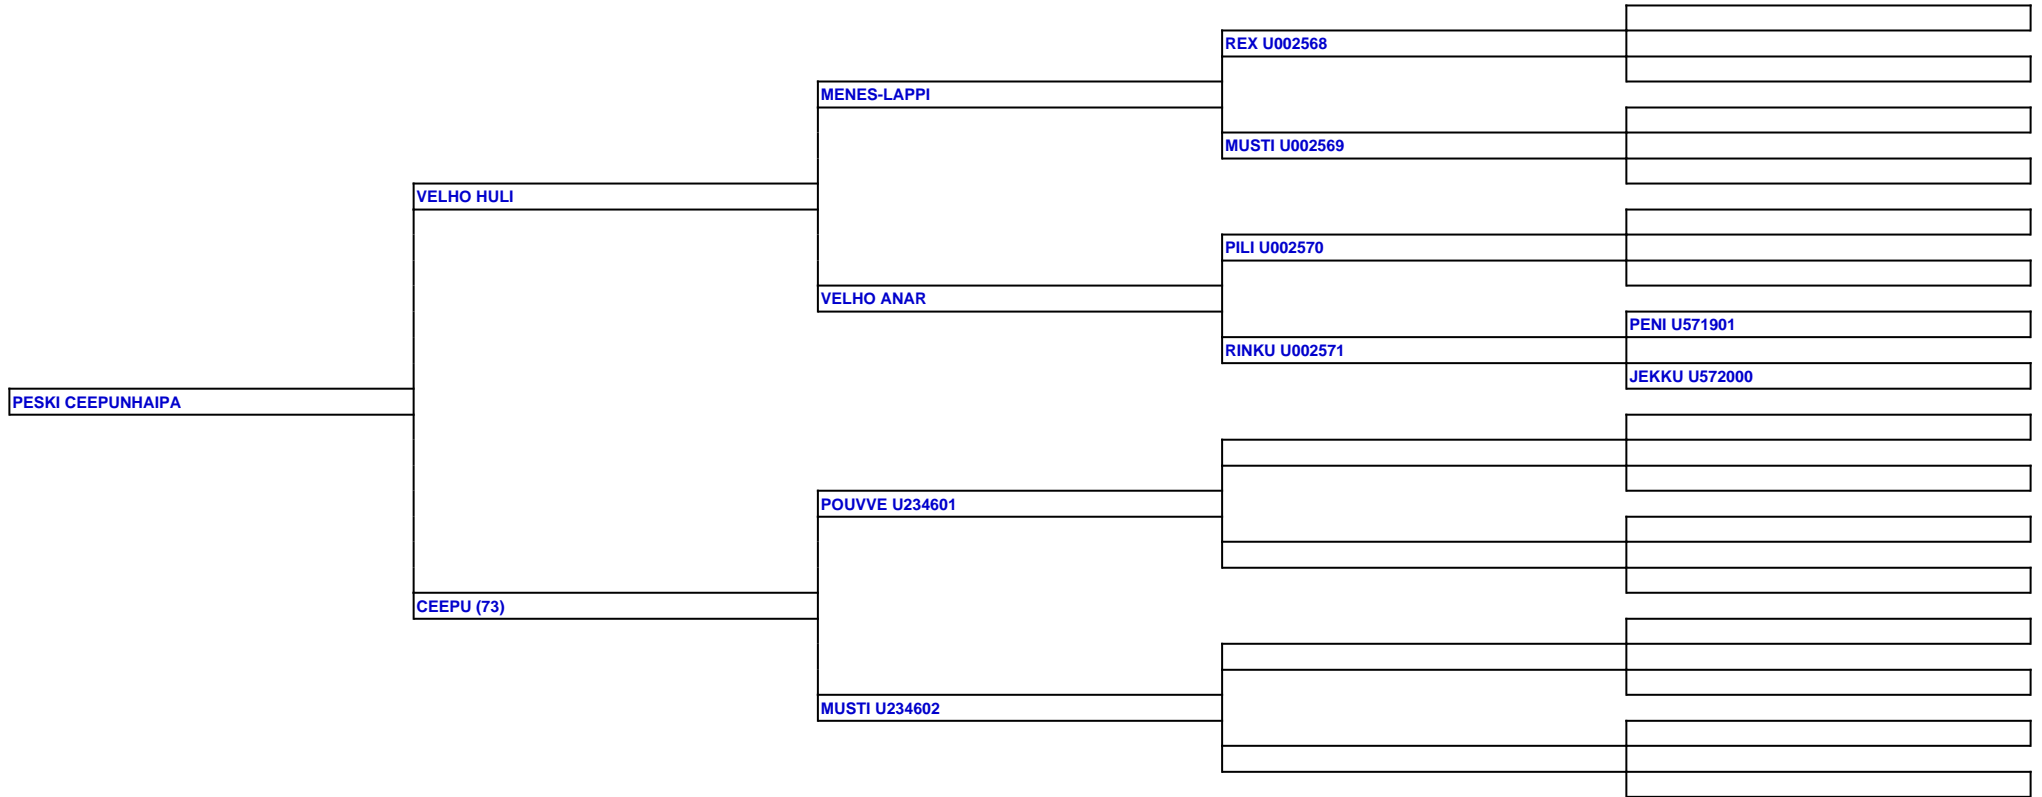 REX U002568
MENES-LAPPI
MUSTI U002569
VELHO HULI
PILI U002570
VELHO ANAR
PENI U571901
RINKU U002571
JEKKU U572000
PESKI CEEPUNHAIPA
POUVVE U234601
CEEPU (73)
MUSTI U234602